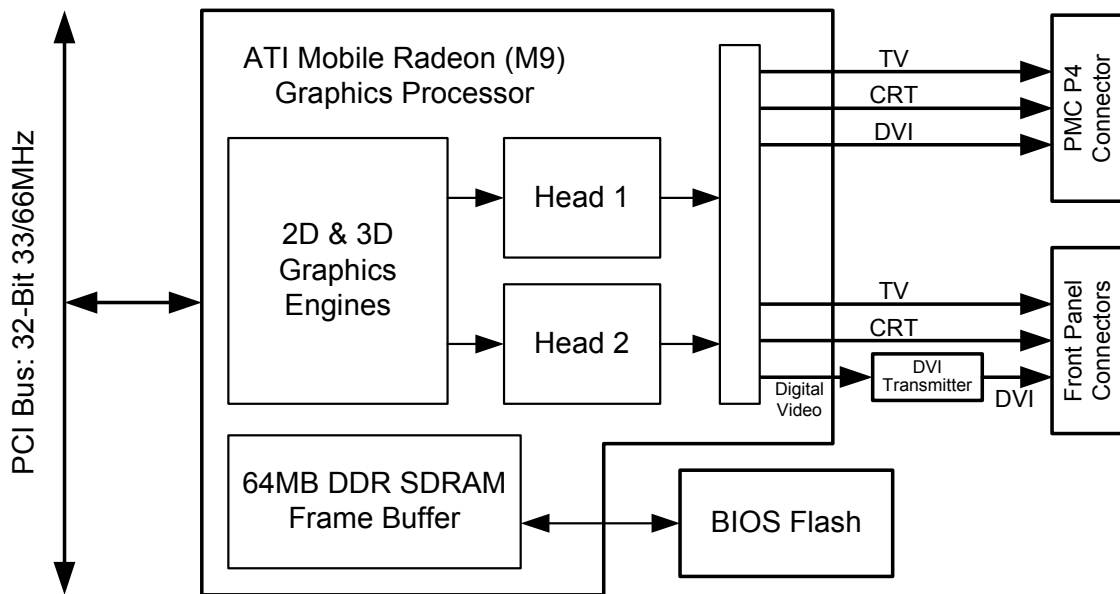 PCI Bus: 32-Bit 33/66MHz
ATI Mobile Radeon (M9)
Graphics Processor
2D & 3D
Graphics
Engines
Head 1
Head 2
64MB DDR SDRAM
Frame Buffer
BIOS Flash
TV
CRT
DVI
PMC P4
Connector
TV
CRT
Digital
Video
DVI
Transmitter
DVI
Front Panel
Connectors